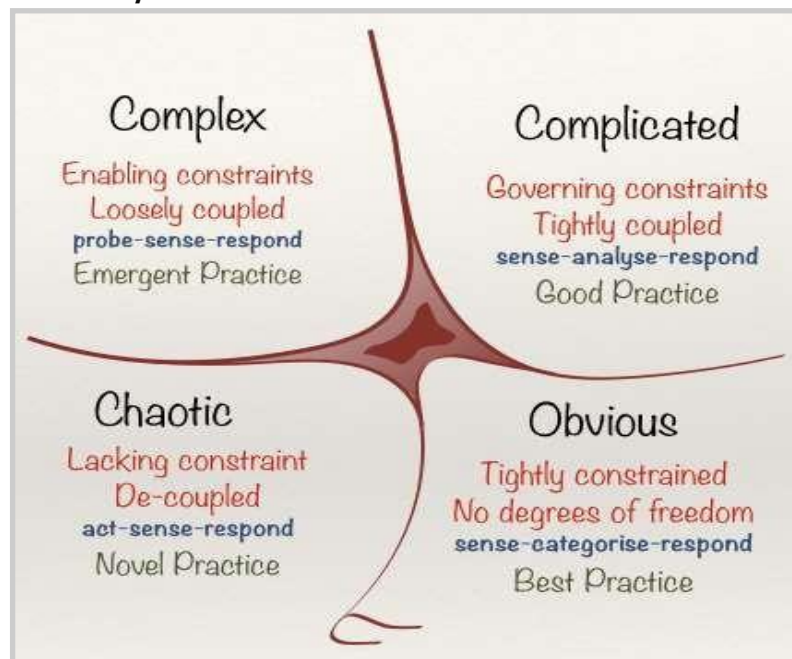 Complex
Enabling constraints
Loosely coupled
probe-sense-respond
Emergent Practice
Complicated
Governing constraints
Tightly coupled
sense-analyse-respond
Good Practice
Chaotic
Lacking constraint
De-coupled
act-sense-respond
Novel Practice
Obvious
Tightly constrained
No degrees of freedom
sense-categorise-respond
Best Practice